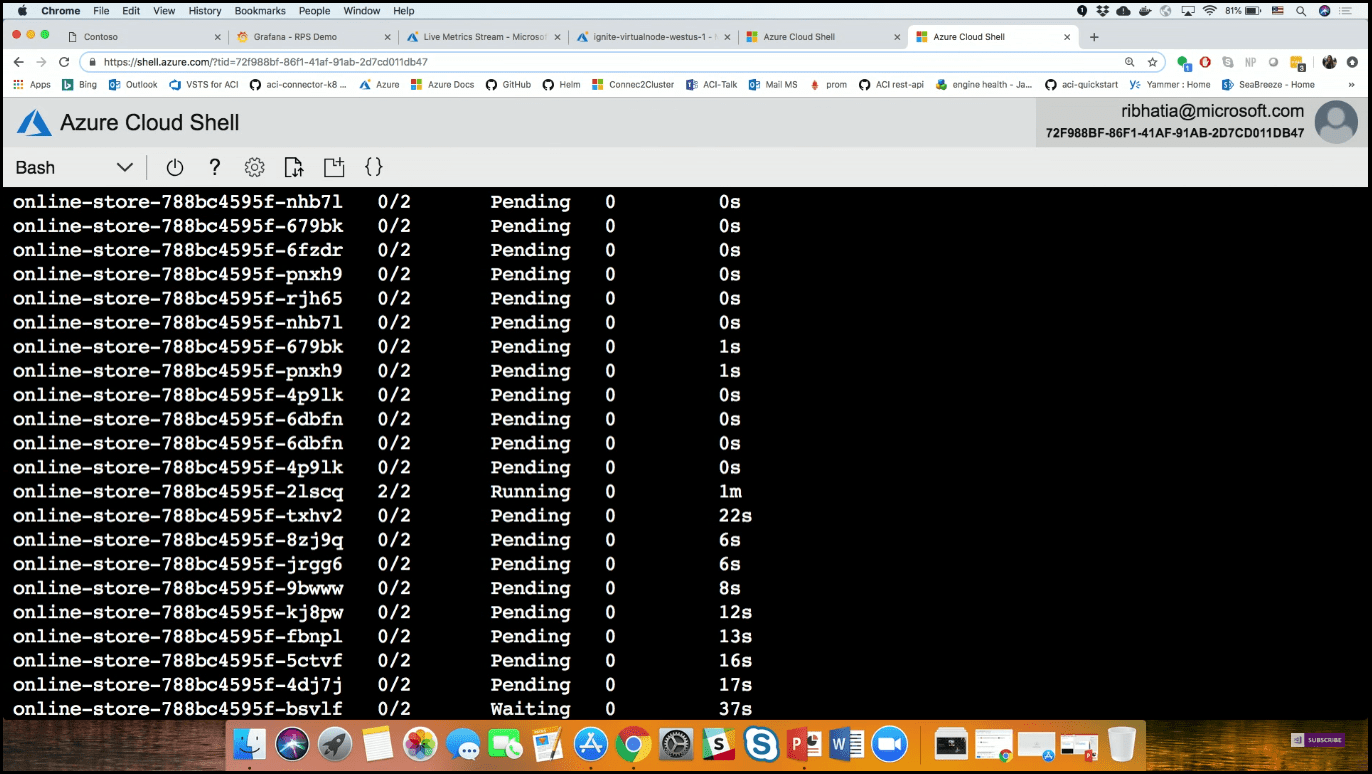 Chrome File Edit View History Bookmarks People Window Help 81%
Contoso Grafana - RPS Demo Live Metrics Stream - Microsof ignite-virtualnode-westus-1 - Azure Cloud Shell Azure Cloud Shell
https://shell.azure.com/?tid=72f988bf-86f1-41af-91ab-2d7cd011db47
Apps Bing Outlook VSTS for ACI aci-connector-k8 ... Azure Azure Docs GitHub Helm Connec2Cluster ACI-Talk Mail MS prom ACI rest-api engine health - Ja... aci-quickstart Yammer : Home SeaBreeze - Home »
Azure Cloud Shell
ribhatia@microsoft.com
72F988BF-86F1-41AF-91AB-2D7CD011DB47
Bash ? {}
online-store-788bc4595f-nhb7l 0/2 Pending 0 0s
online-store-788bc4595f-679bk 0/2 Pending 0 0s
online-store-788bc4595f-6fzdr 0/2 Pending 0 0s
online-store-788bc4595f-pnxh9 0/2 Pending 0 0s
online-store-788bc4595f-rjh65 0/2 Pending 0 0s
online-store-788bc4595f-nhb7l 0/2 Pending 0 0s
online-store-788bc4595f-679bk 0/2 Pending 0 1s
online-store-788bc4595f-pnxh9 0/2 Pending 0 1s
online-store-788bc4595f-4p9lk 0/2 Pending 0 0s
online-store-788bc4595f-6dbfn 0/2 Pending 0 0s
online-store-788bc4595f-6dbfn 0/2 Pending 0 0s
online-store-788bc4595f-4p9lk 0/2 Pending 0 0s
online-store-788bc4595f-2lscq 2/2 Running 0 1m
online-store-788bc4595f-txhv2 0/2 Pending 0 22s
online-store-788bc4595f-8zj9q 0/2 Pending 0 6s
online-store-788bc4595f-jrgg6 0/2 Pending 0 6s
online-store-788bc4595f-9bwww 0/2 Pending 0 8s
online-store-788bc4595f-kj8pw 0/2 Pending 0 12s
online-store-788bc4595f-fbnpl 0/2 Pending 0 13s
online-store-788bc4595f-5ctvf 0/2 Pending 0 16s
online-store-788bc4595f-4dj7j 0/2 Pending 0 17s
online-store-788bc4595f-bsvlf 0/2 Waiting 0 37s
SUBSCRIBE